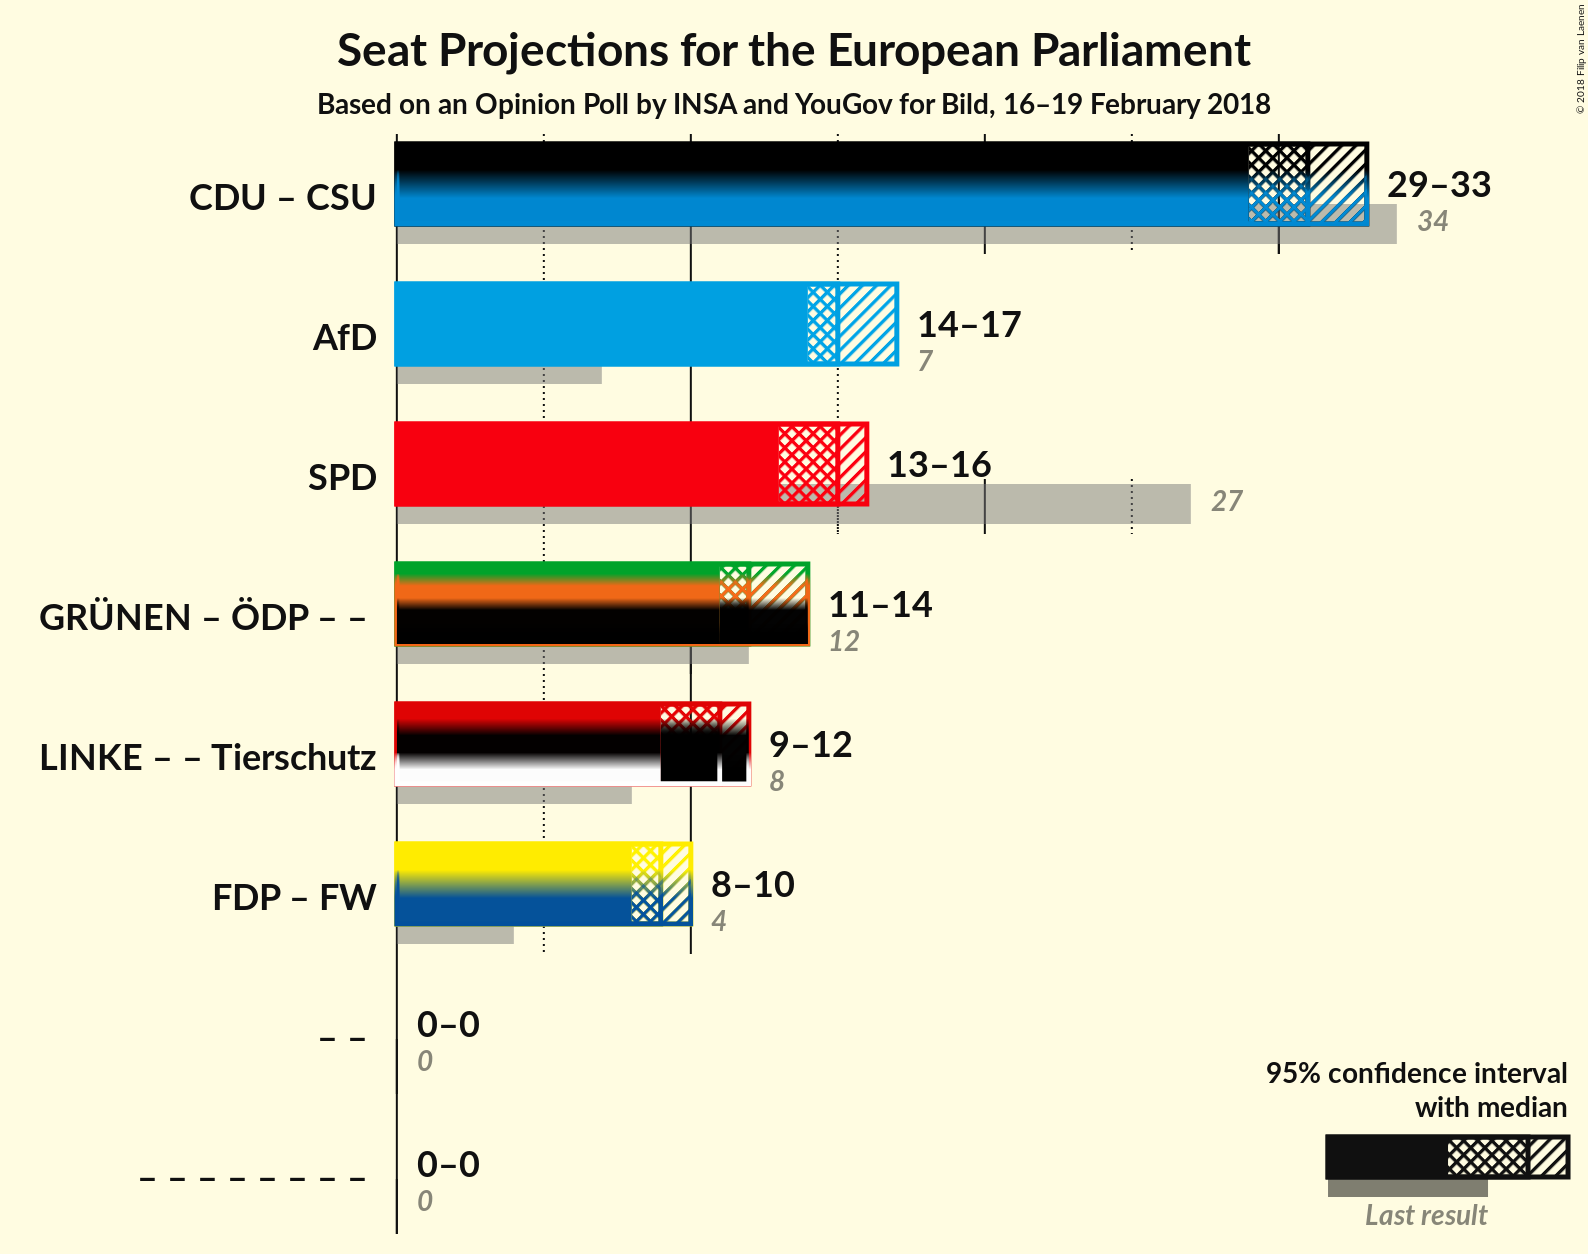 Seat Projections for the European Parliament
Based on an Opinion Poll by INSA and YouGov for Bild, 16–19 February 2018
© 2018 Filip van Laenen
CDU – CSU
29–33
34
AfD
14–17
7
SPD
13–16
27
GRÜNEN – ÖDP – –
11–14
12
LINKE – – Tierschutz
9–12
8
FDP – FW
8–10
4
– –
0–0
0
– – – – – – – –
0–0
0
95% confidence interval
with median
Last result